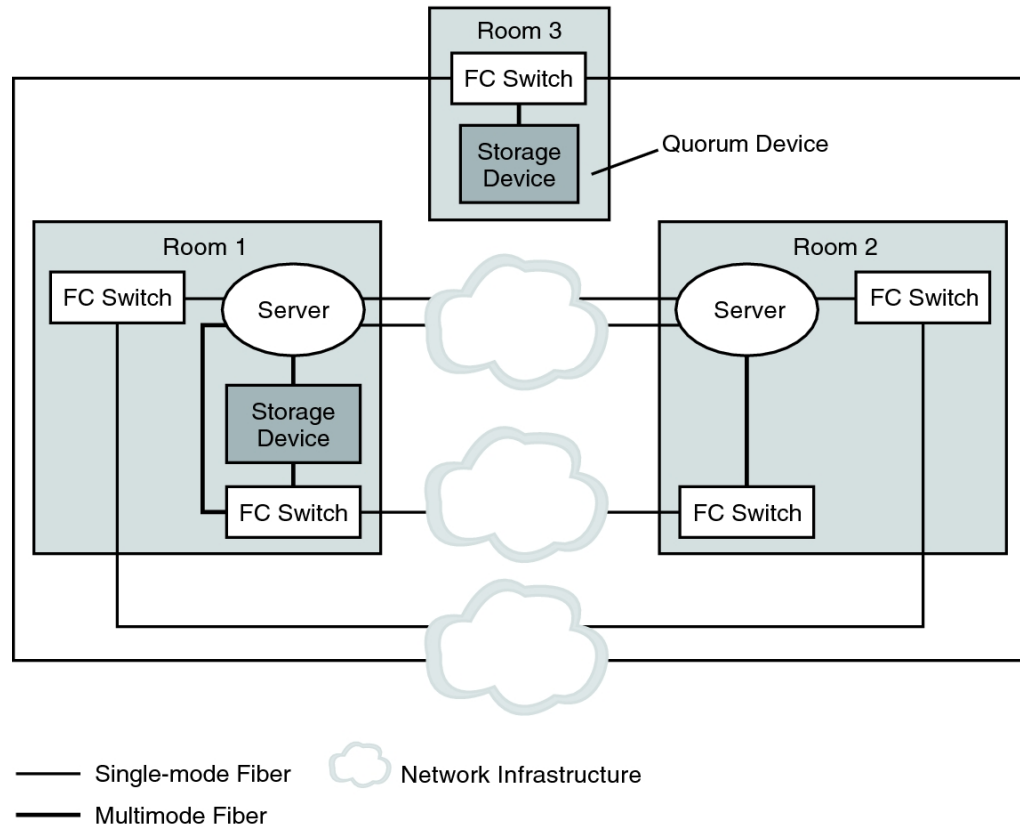 Room 3
FC Switch
Storage
Device
Quorum Device
Room 1
FC Switch
Server
Storage
Device
FC Switch
Room 2
Server
FC Switch
FC Switch
Single-mode Fiber
Network Infrastructure
Multimode Fiber